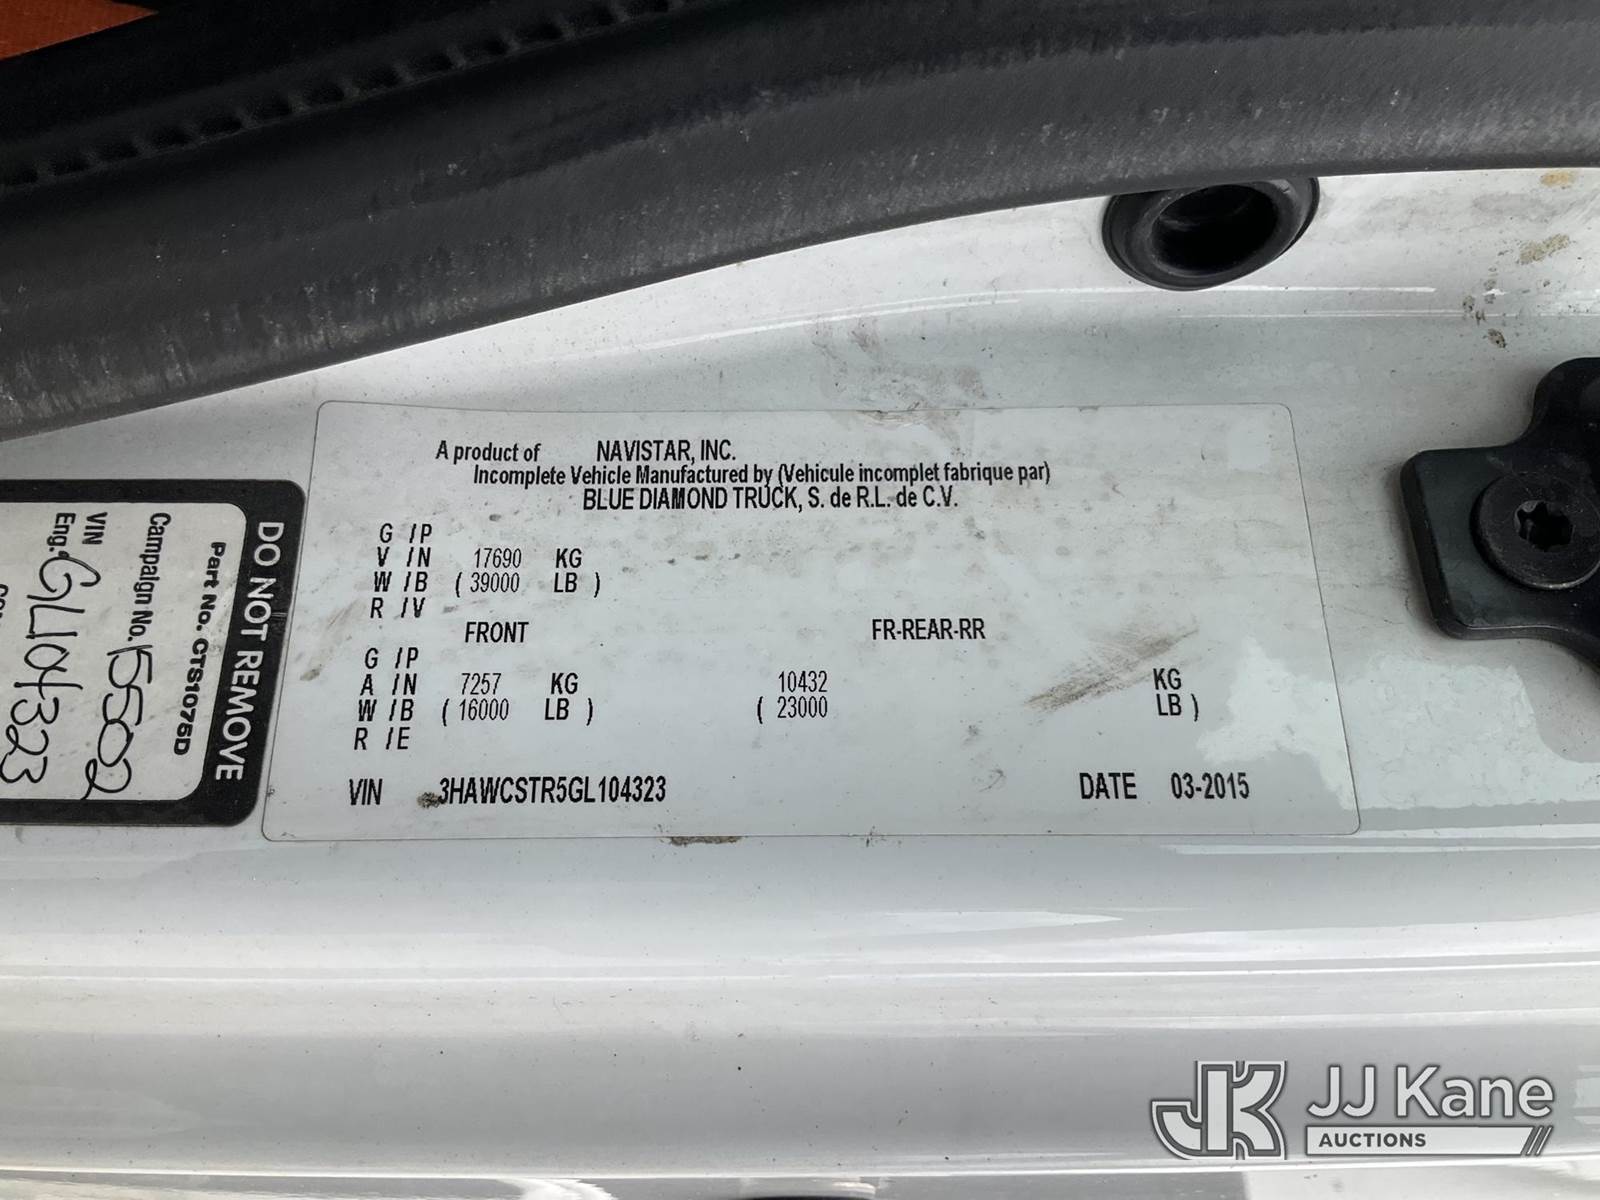 A product of NAVISTAR, INC.
Incomplete Vehicle Manufactured by (Vehicule incomplet fabrique par)
BLUE DIAMOND TRUCK, S. de R.L. de C.V.
G /P
V /N 17690 KG
W /B ( 39000 LB )
R /V
FRONT FR-REAR-RR
G /P
A /N 7257 KG 10432 KG
W /B ( 16000 LB ) ( 23000 LB )
R /E
VIN 3HAWCSTR5GL104323 DATE 03-2015
DO NOT REMOVE
Part No. CTS1075D
Campaign No. 15502
VIN
Eng. GL104323
JJ Kane
AUCTIONS